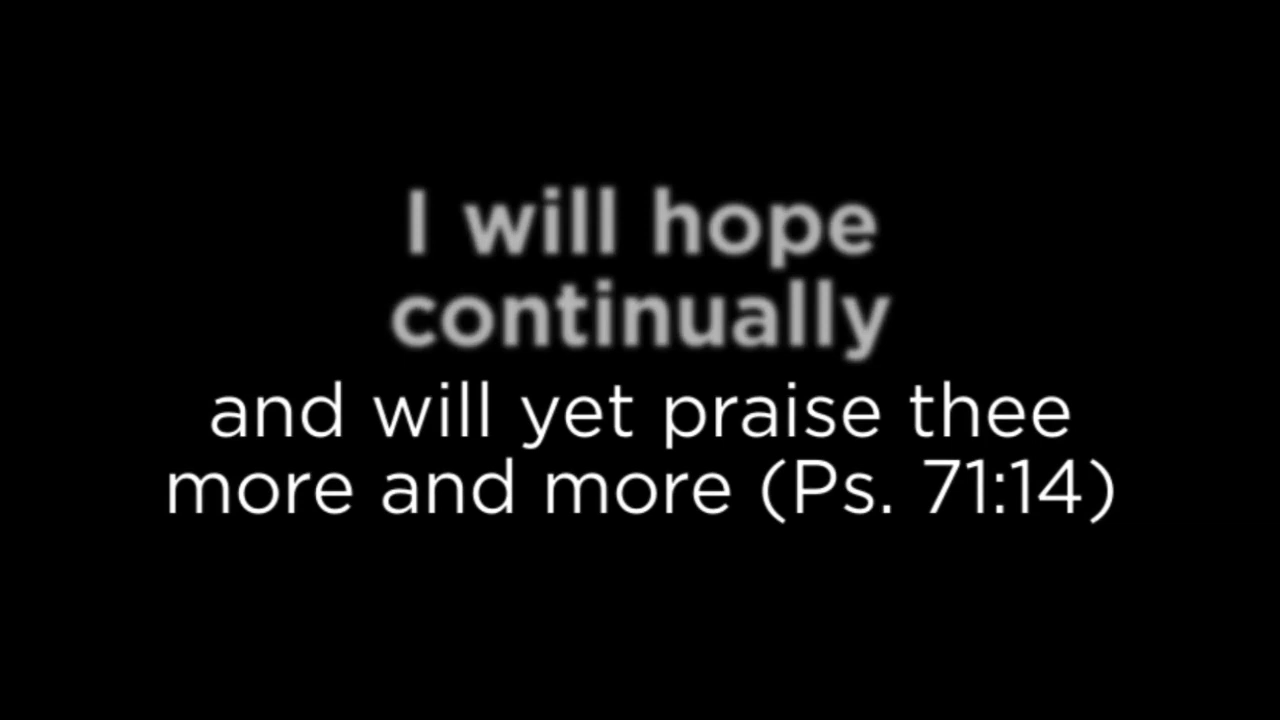 I will hope
continually
and will yet praise thee
more and more (Ps. 71:14)